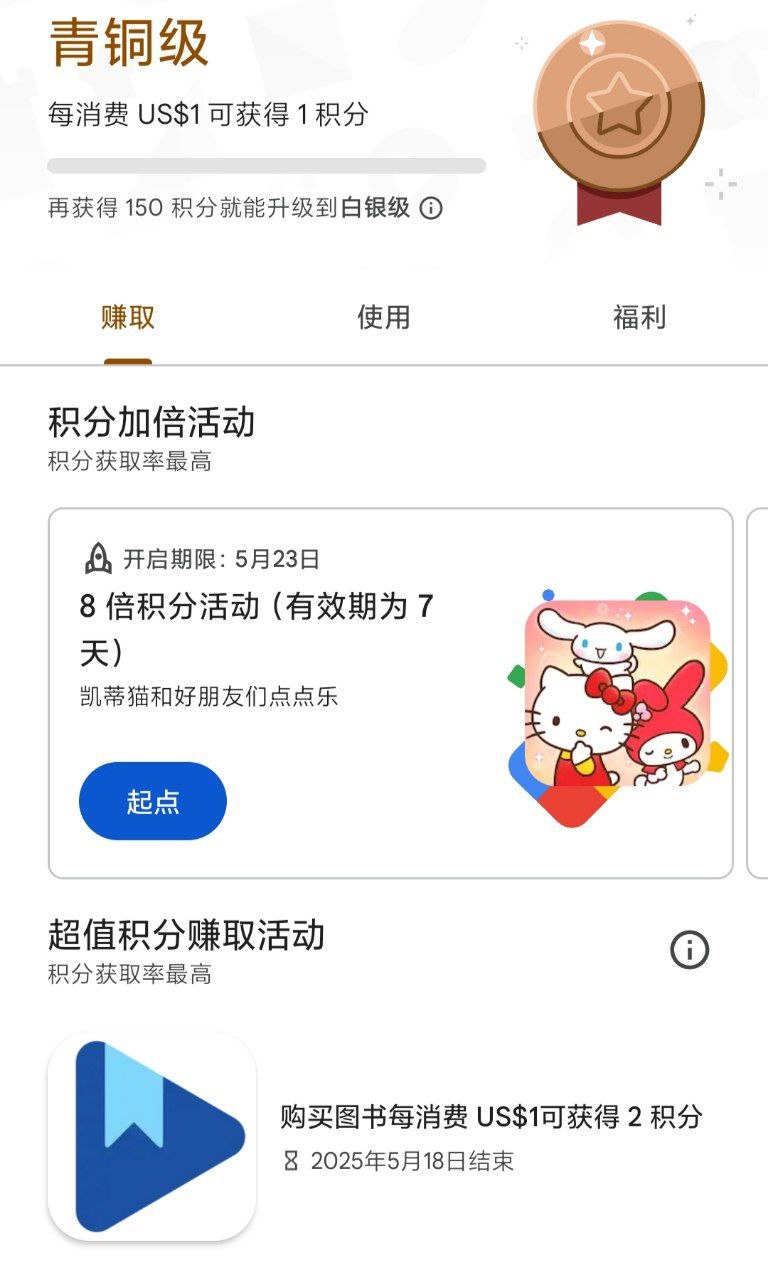 青铜级
每消费 US$1 可获得 1 积分
再获得 150 积分就能升级到白银级
赚取
使用
福利
积分加倍活动
积分获取率最高
开启期限：5月23日
8 倍积分活动（有效期为 7
天）
凯蒂猫和好朋友们点点乐
起点
超值积分赚取活动
积分获取率最高
购买图书每消费 US$1可获得 2 积分
2025年5月18日结束